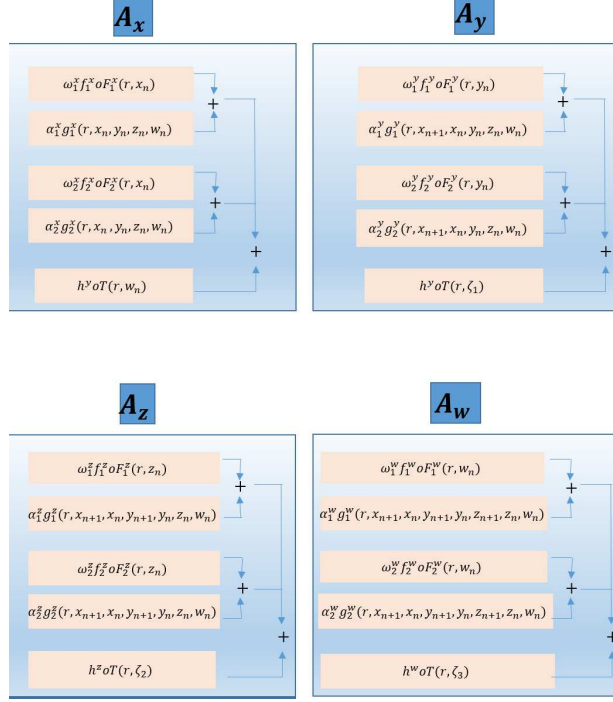 A_x
ω_1^x f_1^x oF_1^x(r, x_n)
+
α_1^x g_1^x(r, x_n, y_n, z_n, w_n)
ω_2^x f_2^x oF_2^x(r, x_n)
+
α_2^x g_2^x(r, x_n, y_n, z_n, w_n)
+
h^y oT(r, w_n)
A_y
ω_1^y f_1^y oF_1^y(r, y_n)
+
α_1^y g_1^y(r, x_{n+1}, x_n, y_n, z_n, w_n)
ω_2^y f_2^y oF_2^y(r, y_n)
+
α_2^y g_2^y(r, x_{n+1}, x_n, y_n, z_n, w_n)
+
h^y oT(r, ζ_1)
A_z
ω_1^z f_1^z oF_1^z(r, z_n)
+
α_1^z g_1^z(r, x_{n+1}, x_n, y_{n+1}, y_n, z_n, w_n)
ω_2^z f_2^z oF_2^z(r, z_n)
+
α_2^z g_2^z(r, x_{n+1}, x_n, y_{n+1}, y_n, z_n, w_n)
+
h^z oT(r, ζ_2)
A_w
ω_1^w f_1^w oF_1^w(r, w_n)
+
α_1^w g_1^w(r, x_{n+1}, x_n, y_{n+1}, y_n, z_{n+1}, z_n, w_n)
ω_2^w f_2^w oF_2^w(r, w_n)
+
α_2^w g_2^w(r, x_{n+1}, x_n, y_{n+1}, y_n, z_{n+1}, z_n, w_n)
+
h^w oT(r, ζ_3)